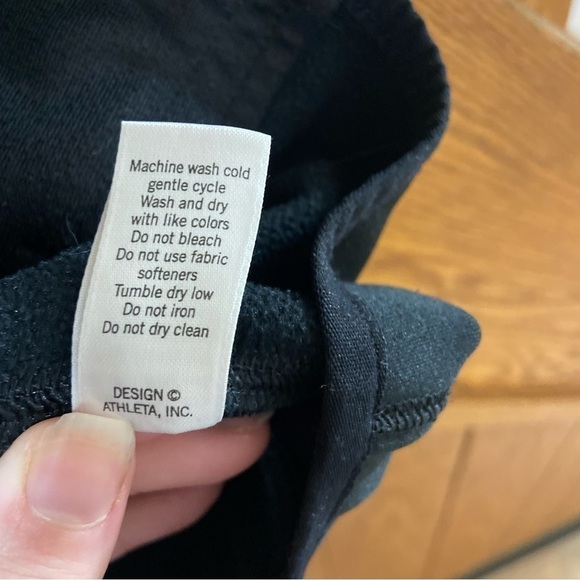 Machine wash cold
gentle cycle
Wash and dry
with like colors
Do not bleach
Do not use fabric
softeners
Tumble dry low
Do not iron
Do not dry clean
DESIGN ©
ATHLETA, INC.